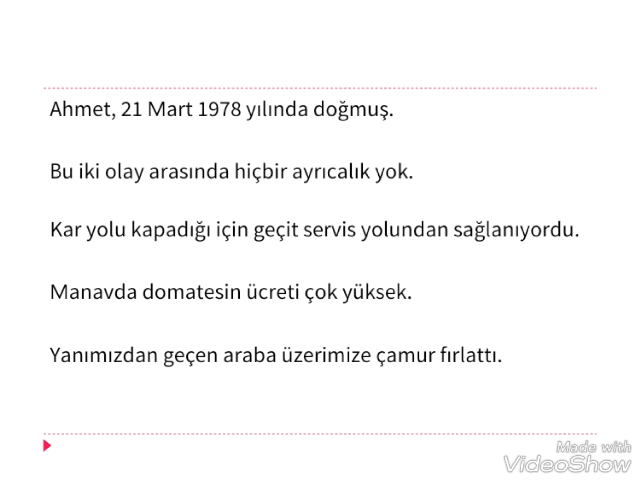 Ahmet, 21 Mart 1978 yılında doğmuş.
Bu iki olay arasında hiçbir ayrıcalık yok.
Kar yolu kapadığı için geçit servis yolundan sağlanıyordu.
Manavda domatesin ücreti çok yüksek.
Yanımızdan geçen araba üzerimize çamur fırlattı.
Made with
VideoShow